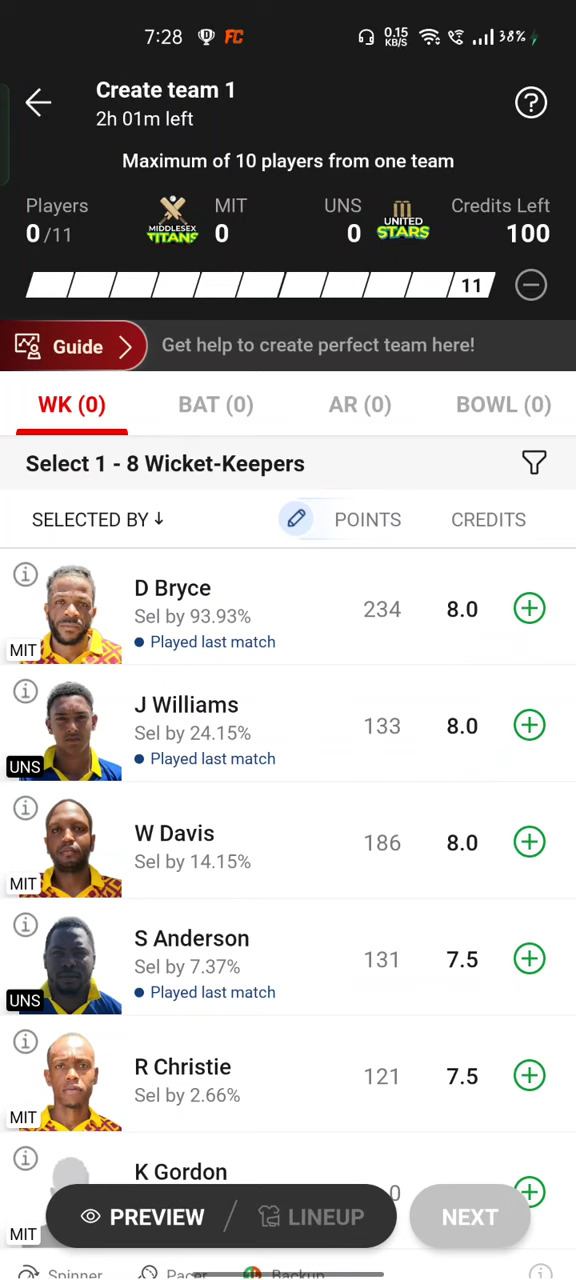 7:28 D FC 0.15 KB/S 38%
Create team 1
2h 01m left
Maximum of 10 players from one team
Players MIT UNS Credits Left
0/11 MIDDLESEX TITANS 0 0 UNITED STARS 100
11
Guide Get help to create perfect team here!
WK (0) BAT (0) AR (0) BOWL (0)
Select 1 - 8 Wicket-Keepers
SELECTED BY ↓ POINTS CREDITS
D Bryce
Sel by 93.93% 234 8.0
MIT Played last match
J Williams
Sel by 24.15% 133 8.0
UNS Played last match
W Davis
Sel by 14.15% 186 8.0
MIT
S Anderson
Sel by 7.37% 131 7.5
UNS Played last match
R Christie
Sel by 2.66% 121 7.5
MIT
K Gordon
0
MIT PREVIEW / LINEUP NEXT
Spinner Pacer Backup